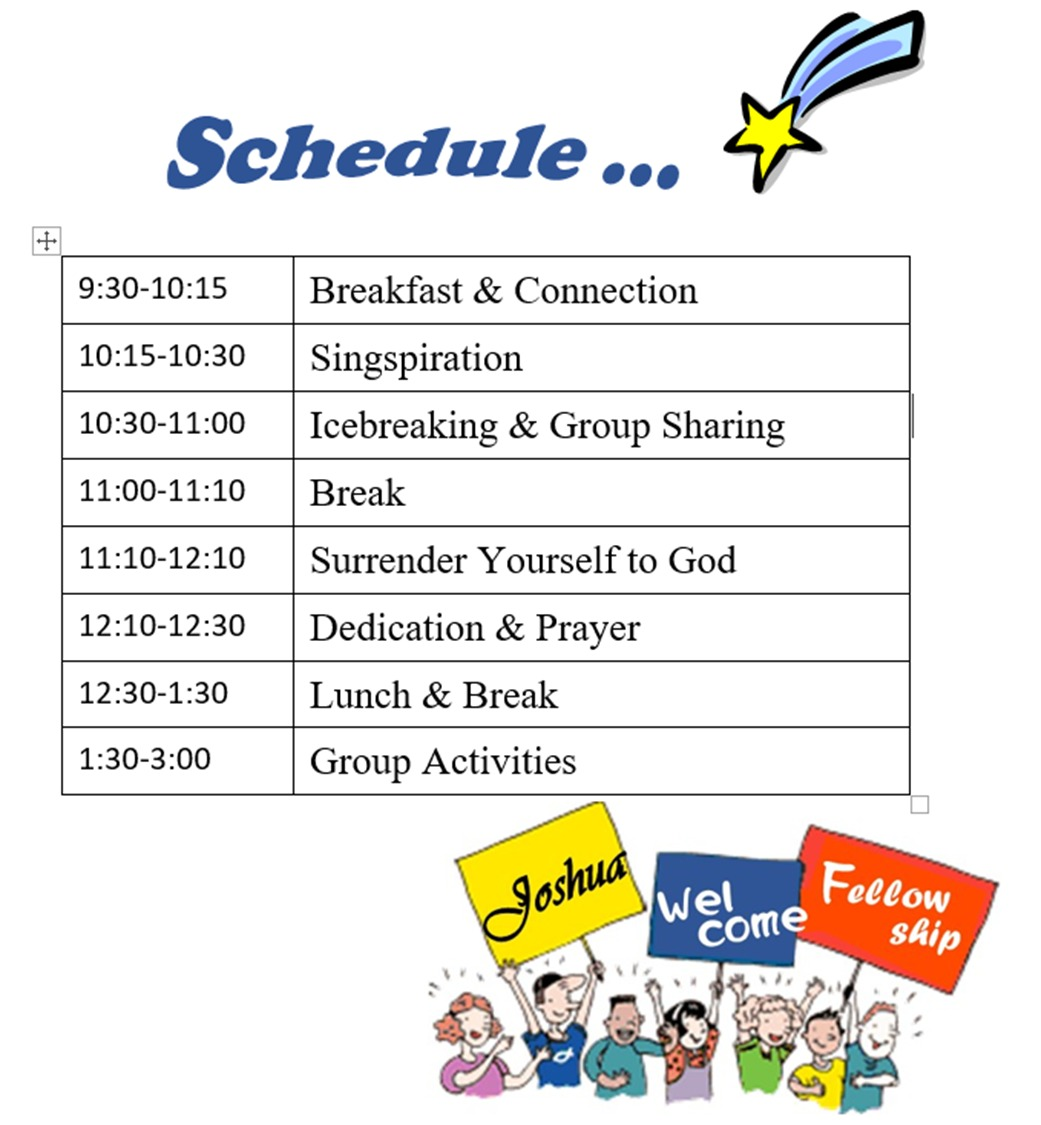 Schedule ...
9:30-10:15 Breakfast & Connection
10:15-10:30 Singspiration
10:30-11:00 Icebreaking & Group Sharing
11:00-11:10 Break
11:10-12:10 Surrender Yourself to God
12:10-12:30 Dedication & Prayer
12:30-1:30 Lunch & Break
1:30-3:00 Group Activities
Joshua
Wel
come
Fellow
ship